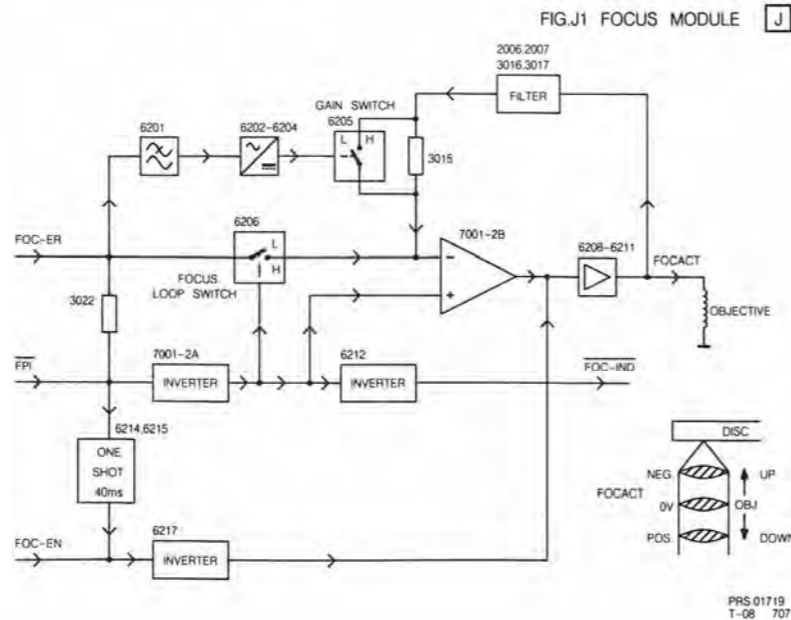 FIG.J1 FOCUS MODULE J
2006,2007
3016,3017
FILTER
GAIN SWITCH
6205
L H
3015
6201
6202-6204
6206
L
H
FOC-ER
FOCUS
LOOP SWITCH
7001-2B
-
+
6208-6211
FOCACT
OBJECTIVE
3022
7001-2A
INVERTER
6212
INVERTER
FPI
FOC-IND
6214,6215
ONE
SHOT
40ms
FOC-EN
6217
INVERTER
DISC
NEG. UP
FOCACT 0V OBJ
POS. DOWN
PRS.01719
T-08 707